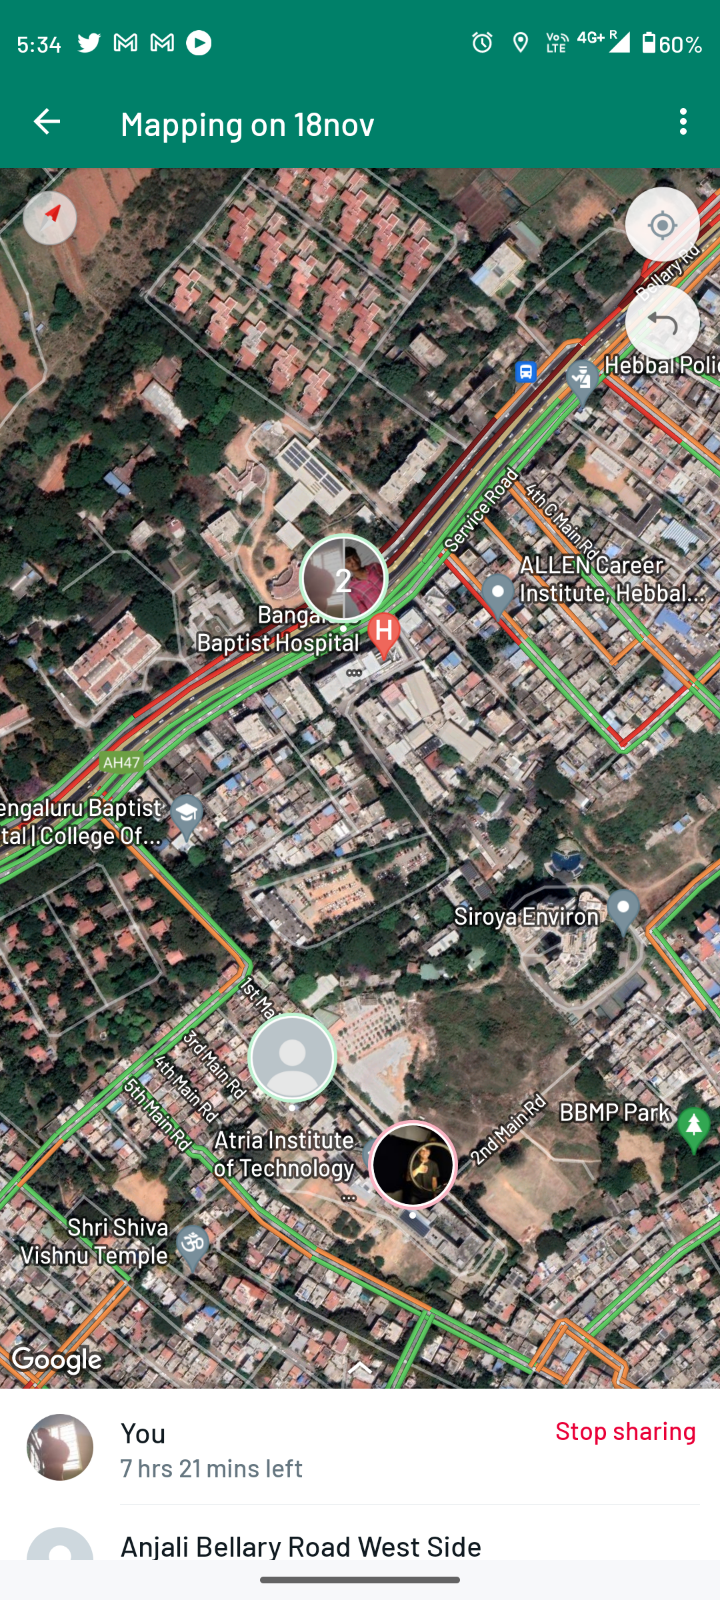 5:34
Vo
LTE
4G+ R
60%
Mapping on 18nov
Bellary Rd
Hebbal Polic
Service Road
4th C Main Rd
ALLEN Career
Institute, Hebbal...
2
Baptist Hospital
H
AH47
engaluru Baptist
tal | College Of...
Siroya Environ
1st Ma
3rd Main Rd
4th Main Rd
5th Main Rd
2nd Main Rd
BBMP Park
Atria Institute
of Technology
Shri Shiva
Vishnu Temple
ॐ
Google
You
Stop sharing
7 hrs 21 mins left
Anjali Bellary Road West Side